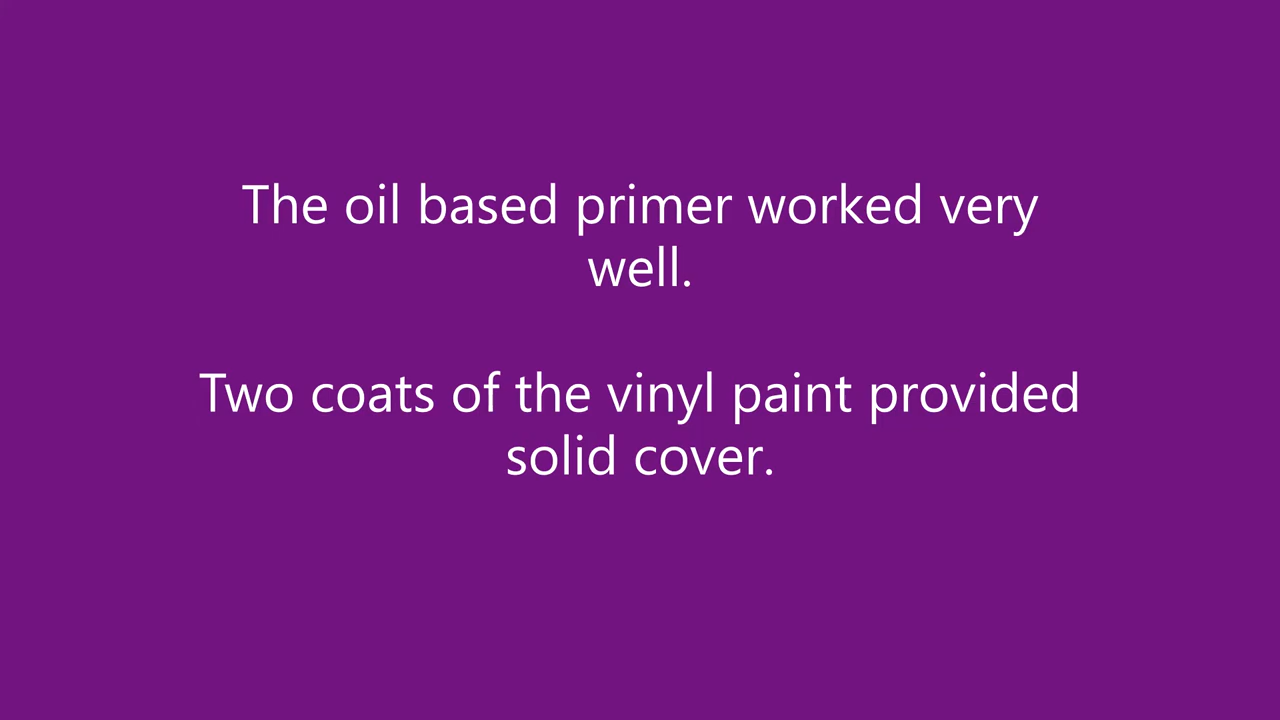 The oil based primer worked very
well.
Two coats of the vinyl paint provided
solid cover.